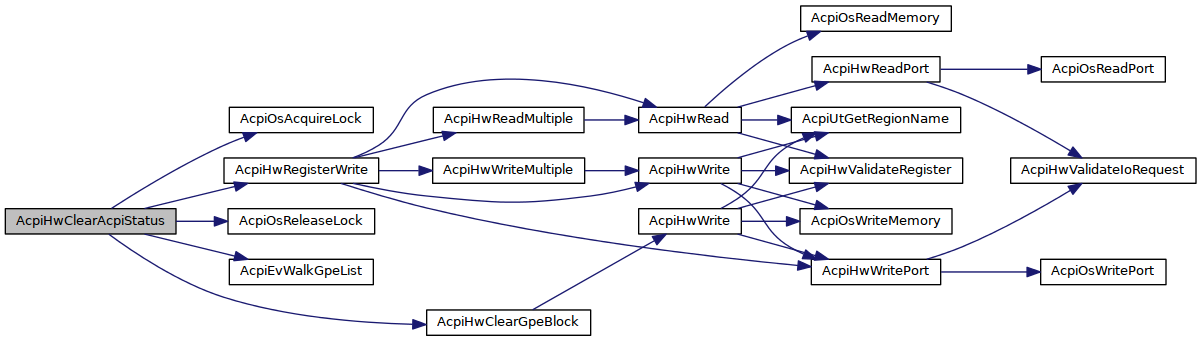 AcpiHwClearAcpiStatus
AcpiOsAcquireLock
AcpiHwRegisterWrite
AcpiOsReleaseLock
AcpiEvWalkGpeList
AcpiHwClearGpeBlock
AcpiHwReadMultiple
AcpiHwWriteMultiple
AcpiHwRead
AcpiHwWrite
AcpiHwWrite
AcpiOsReadMemory
AcpiHwReadPort
AcpiUtGetRegionName
AcpiHwValidateRegister
AcpiOsWriteMemory
AcpiHwWritePort
AcpiOsReadPort
AcpiHwValidateIoRequest
AcpiOsWritePort